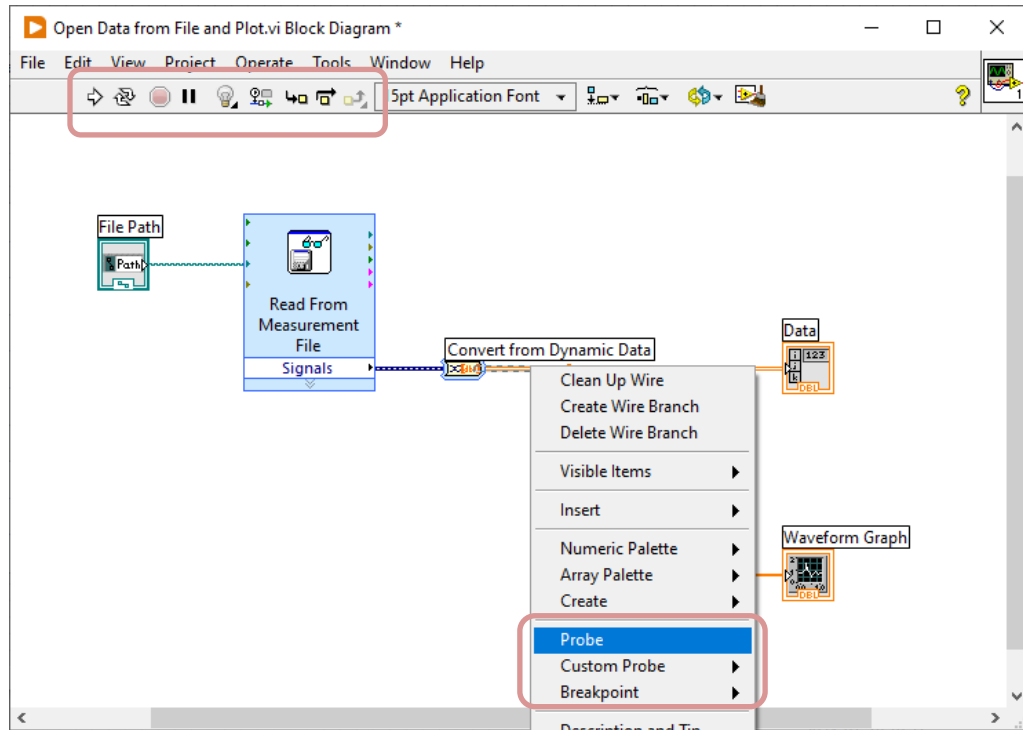 Open Data from File and Plot.vi Block Diagram *
File Edit View Project Operate Tools Window Help
5pt Application Font
?
1
File Path
Path
Read From
Measurement
File
Signals
Convert from Dynamic Data
Data
123
DBL
Clean Up Wire
Create Wire Branch
Delete Wire Branch
Visible Items
Insert
Numeric Palette
Array Palette
Create
Waveform Graph
DBL
Probe
Custom Probe
Breakpoint
Description and Tip